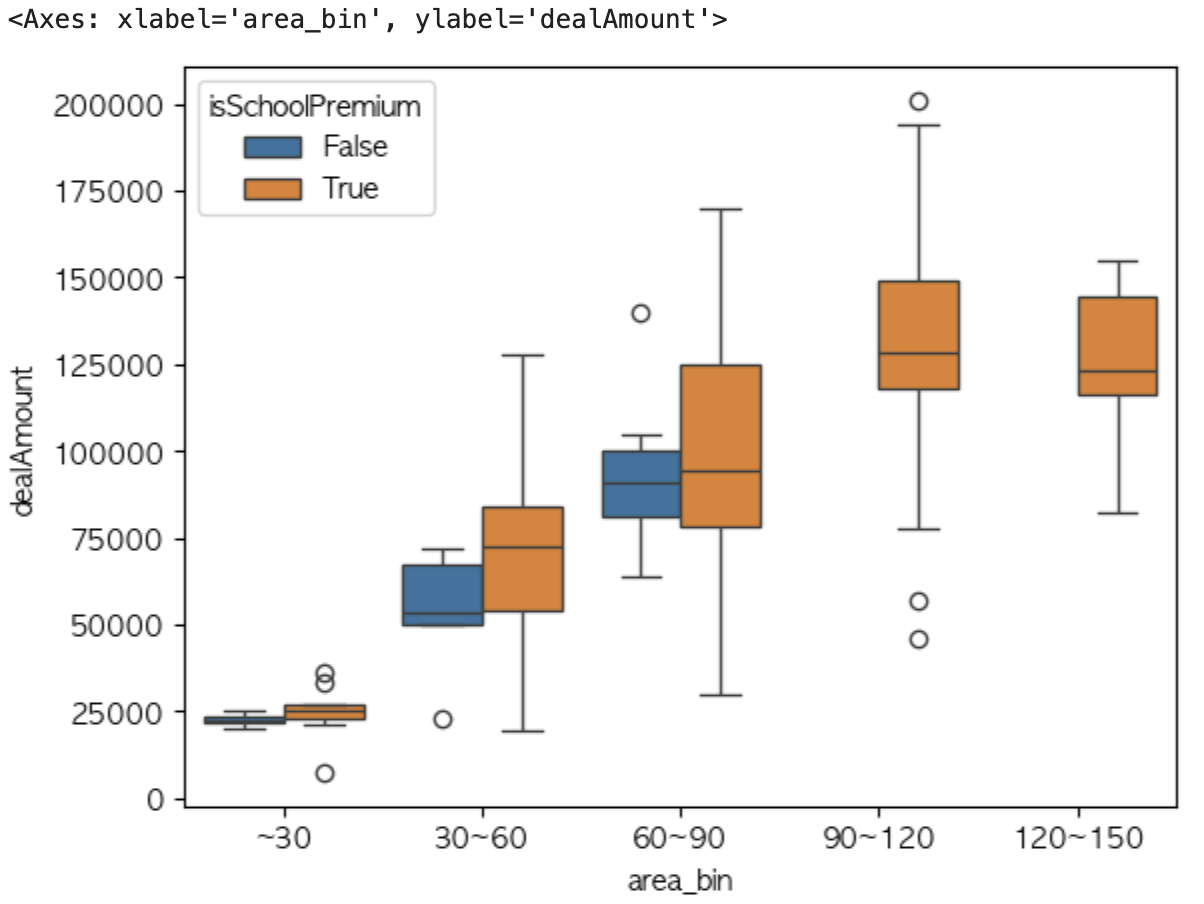 <Axes: xlabel='area_bin', ylabel='dealAmount'>
isSchoolPremium
False
True
200000
175000
150000
125000
100000
75000
50000
25000
0
dealAmount
~30
30~60
60~90
90~120
120~150
area_bin